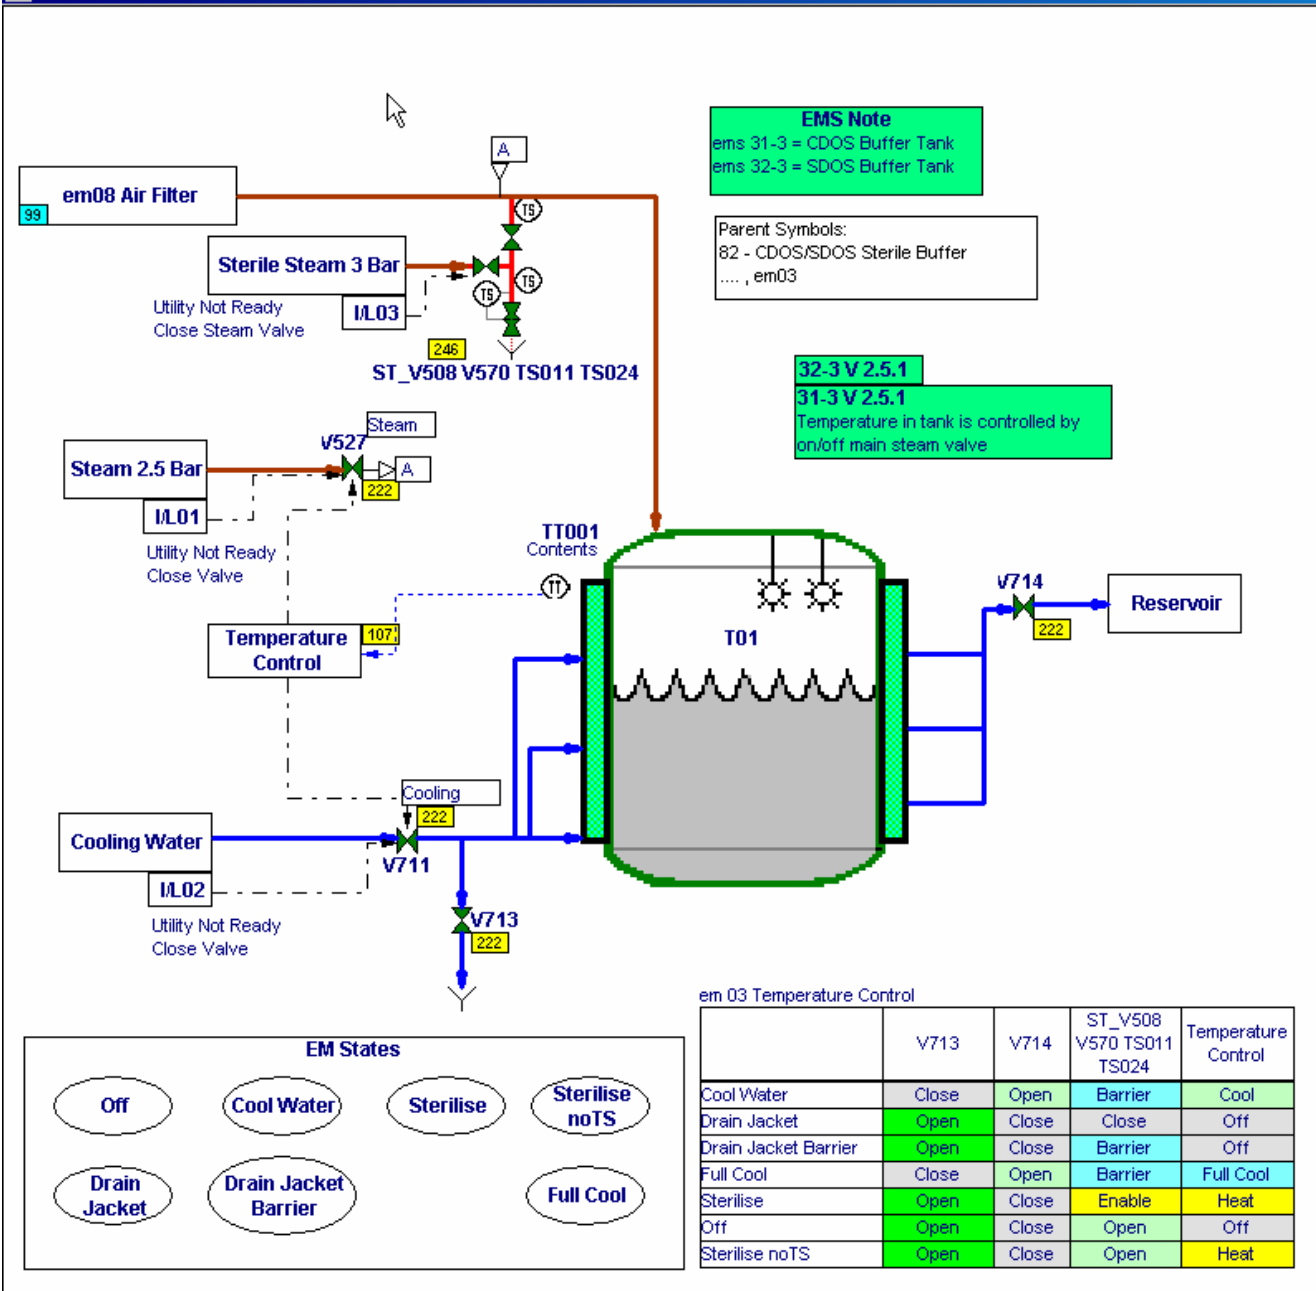 EMS Note
ems 31-3 = CDOS Buffer Tank
ems 32-3 = SDOS Buffer Tank
A
em08 Air Filter
99
TS
Parent Symbols:
82 - CDOS/SDOS Sterile Buffer
.... , em03
Sterile Steam 3 Bar
TS
TS
I/L03
Utility Not Ready
Close Steam Valve
246
ST_V508 V570 TS011 TS024
32-3 V 2.5.1
31-3 V 2.5.1
Temperature in tank is controlled by
on/off main steam valve
Steam
V527
Steam 2.5 Bar
A
222
I/L01
Utility Not Ready
Close Valve
TT001
Contents
TT
V714
Reservoir
222
Temperature
Control
107
T01
Cooling
222
Cooling Water
V711
I/L02
Utility Not Ready
Close Valve
V713
222
em 03 Temperature Control
V713 V714 ST_V508 V570 TS011 TS024 Temperature Control
Cool Water Close Open Barrier Cool
Drain Jacket Open Close Close Off
Drain Jacket Barrier Open Close Barrier Off
Full Cool Close Open Barrier Full Cool
Sterilise Open Close Enable Heat
Off Open Close Open Off
Sterilise noTS Open Close Open Heat
EM States
Off
Cool Water
Sterilise
Sterilise
noTS
Drain
Jacket
Drain Jacket
Barrier
Full Cool